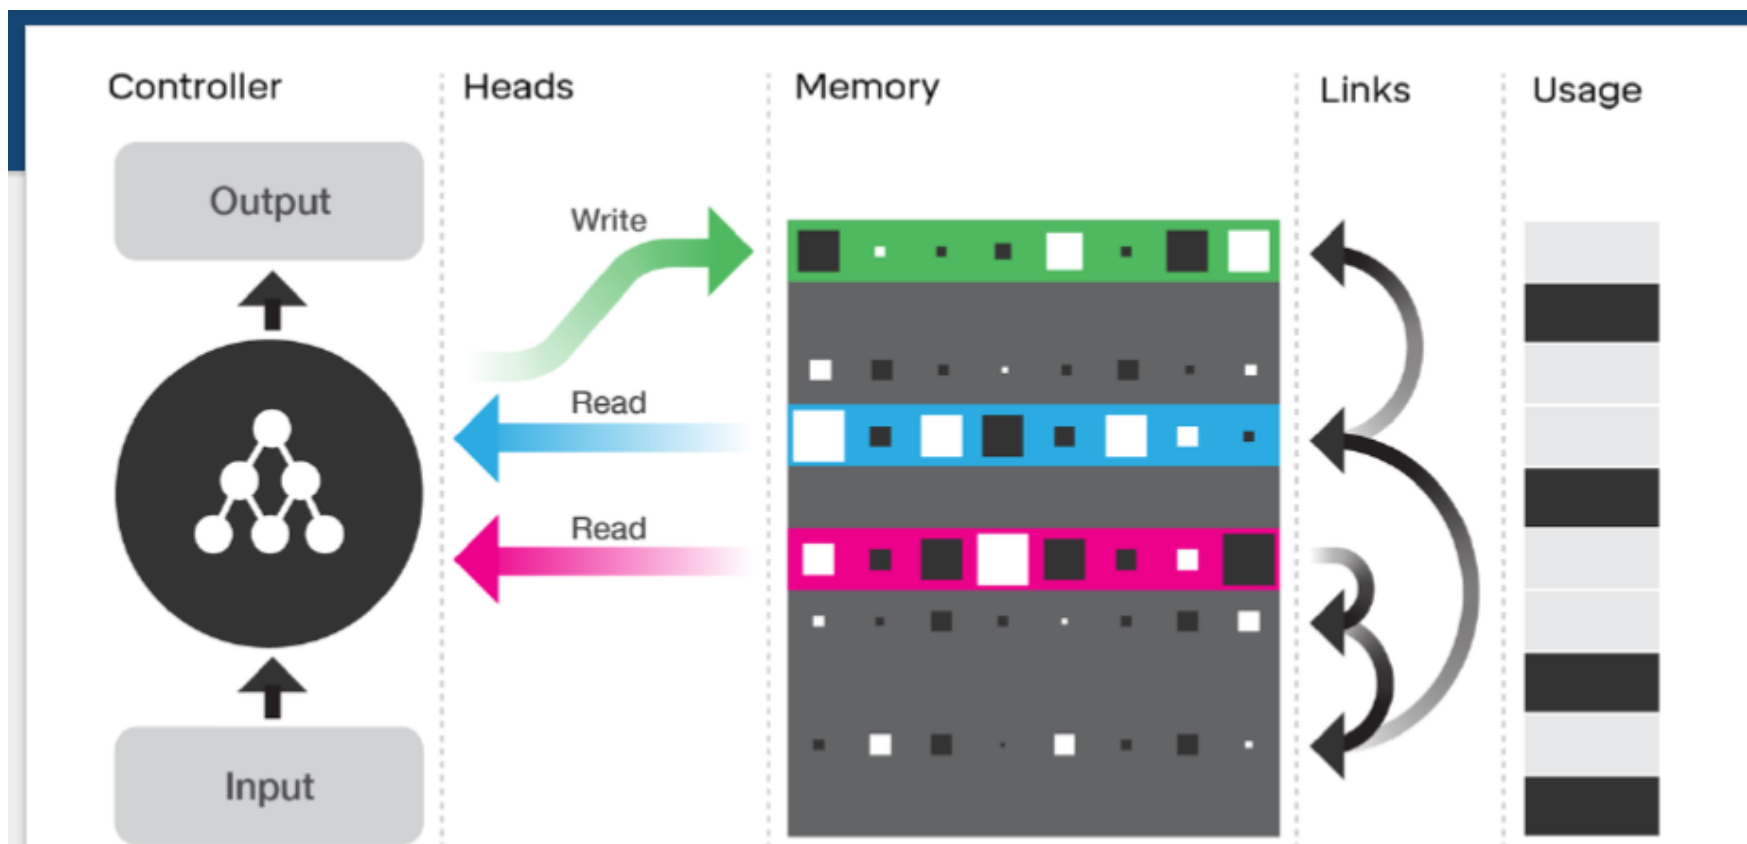 Controller
Heads
Memory
Links
Usage
Output
Write
Read
Read
Input